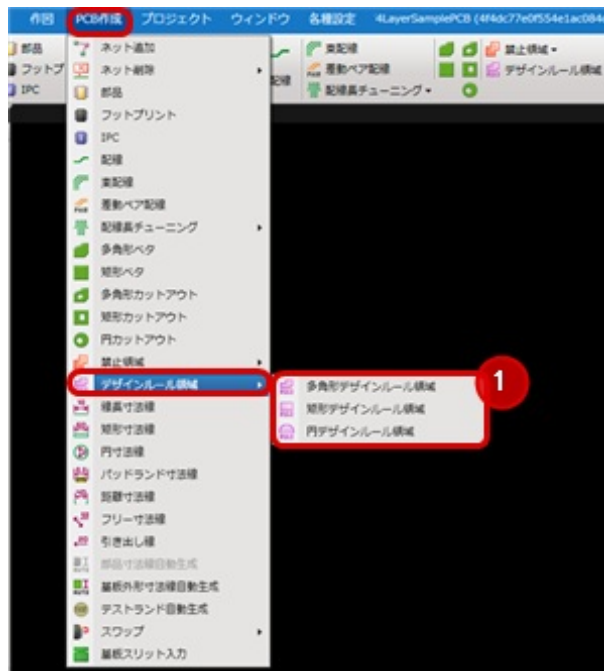 作図 PCB作成 プロジェクト ウィンドウ 各種設定 4LayerSamplePCB (4f4dc77e0f554e1ac084
部品
フットプ
IPC
束配線
差動ペア配線
配線長チューニング
禁止領域
デザインルール領域
ネット追加
ネット削除
部品
フットプリント
IPC
配線
束配線
差動ペア配線
配線長チューニング
多角形ベタ
矩形ベタ
多角形カットアウト
矩形カットアウト
円カットアウト
禁止領域
デザインルール領域
多角形デザインルール領域
矩形デザインルール領域
円デザインルール領域
1
線長寸法線
矩形寸法線
円寸法線
パッドランド寸法線
距離寸法線
フリー寸法線
引き出し線
部品寸法線自動生成
基板外形寸法線自動生成
テストランド自動生成
スワップ
基板スリット入力